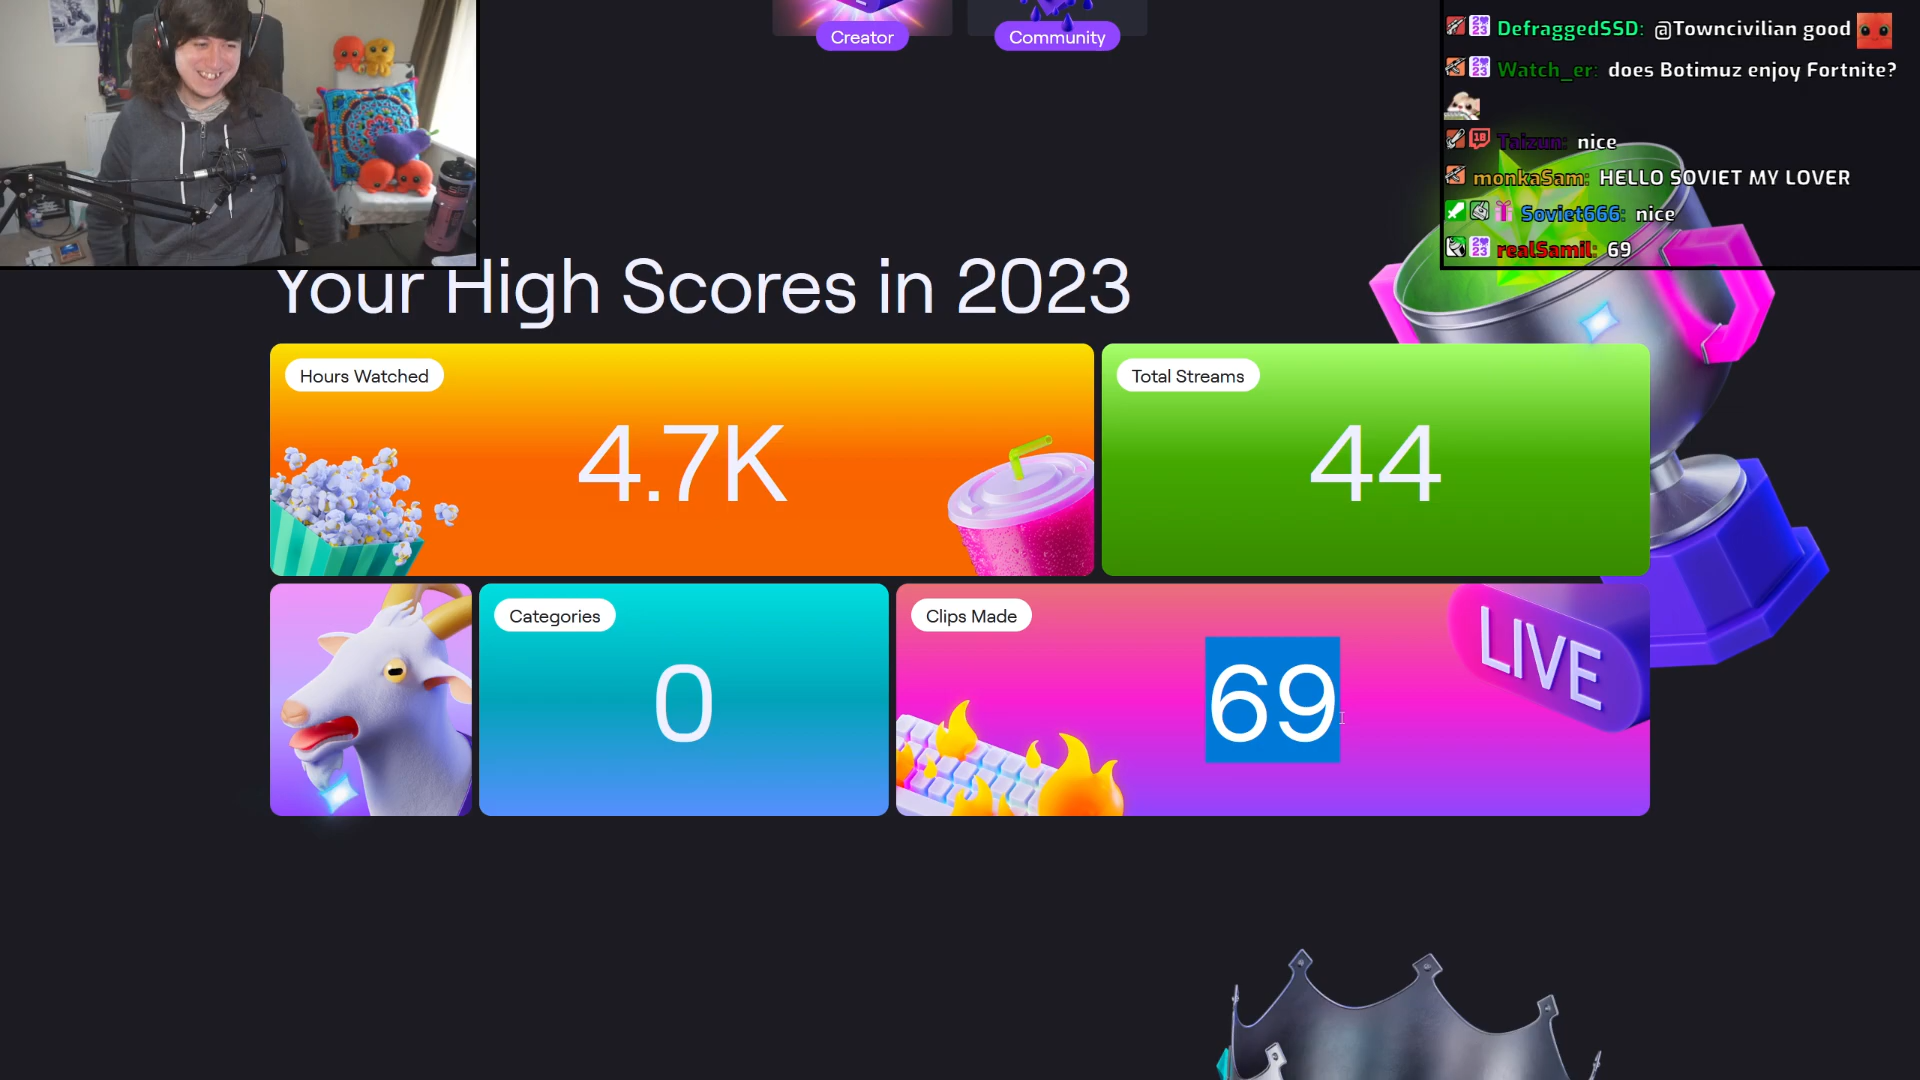 Creator
Community
DefraggedSSD: @Towncivilian good
Watch_er: does Botimuz enjoy Fortnite?
Taizun: nice
monkaSam: HELLO SOVIET MY LOVER
Soviet666: nice
realSamil: 69
Your High Scores in 2023
Hours Watched
4.7K
Total Streams
44
Categories
0
Clips Made
69
LIVE